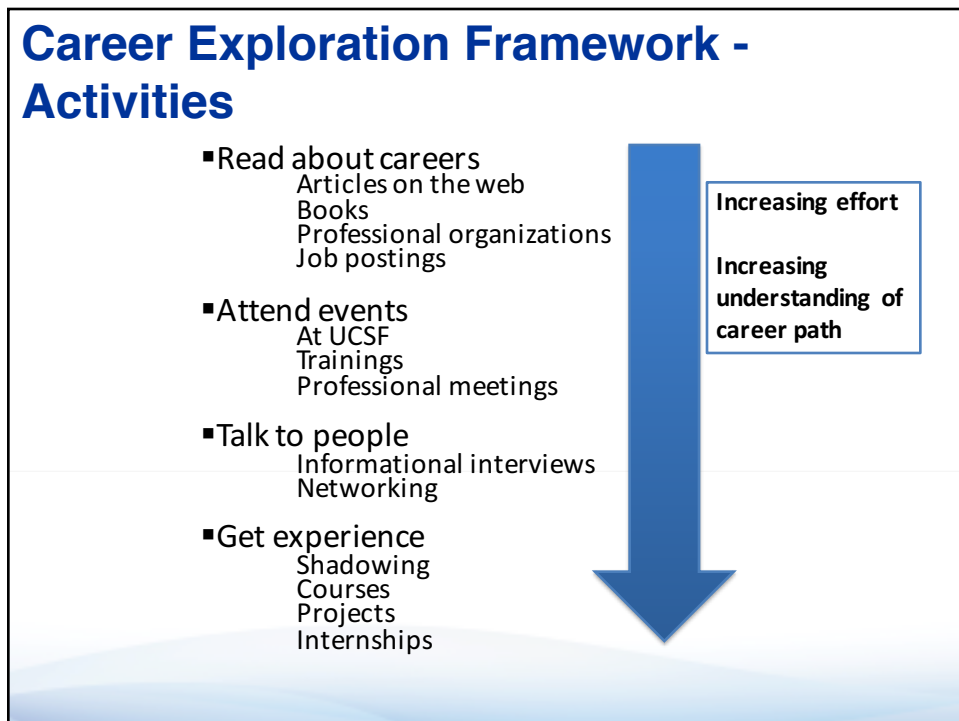 Career Exploration Framework -
Activities
▪Read about careers
Articles on the web
Books
Professional organizations
Job postings
▪Attend events
At UCSF
Trainings
Professional meetings
▪Talk to people
Informational interviews
Networking
▪Get experience
Shadowing
Courses
Projects
Internships
Increasing effort
Increasing
understanding of
career path